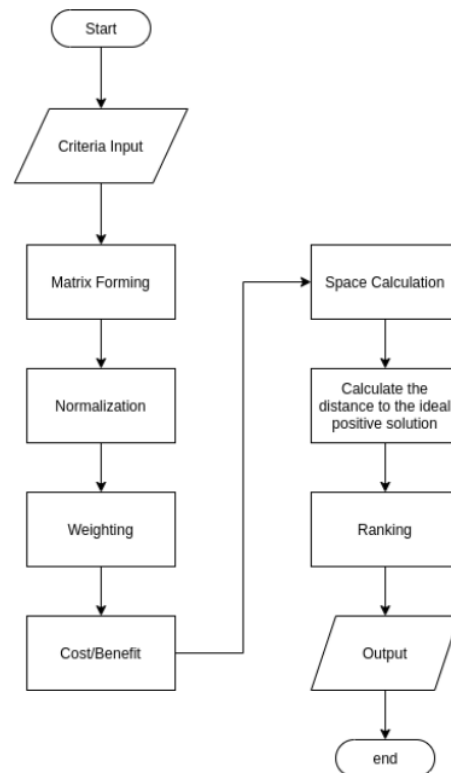 Start
Criteria Input
Matrix Forming
Normalization
Weighting
Cost/Benefit
Space Calculation
Calculate the
distance to the ideal
positive solution
Ranking
Output
end